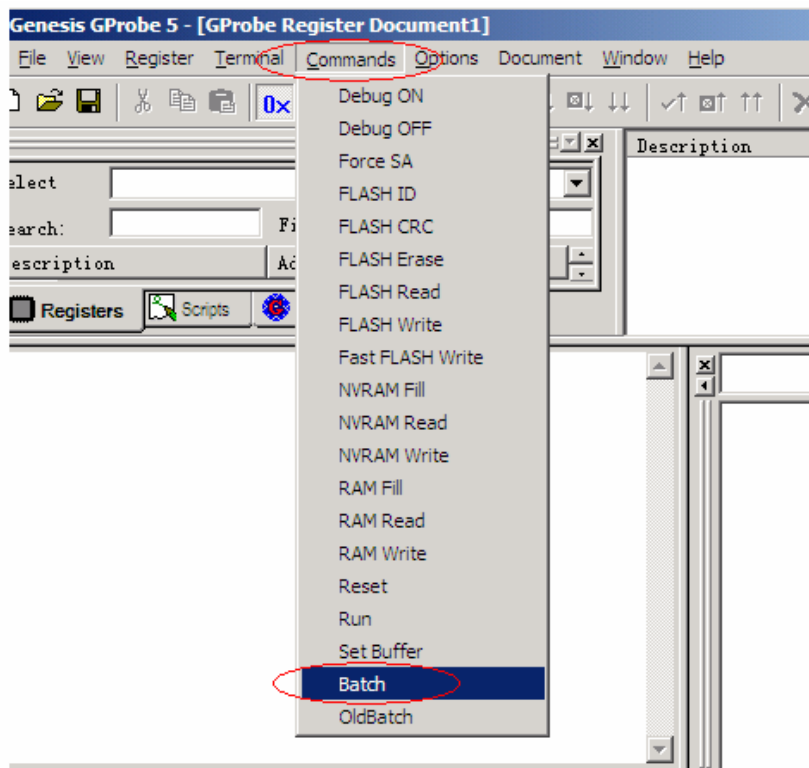 Genesis GProbe 5 - [GProbe Register Document1]
File View Register Terminal Commands Options Document Window Help
0x
Debug ON
Debug OFF
Force SA
FLASH ID
FLASH CRC
FLASH Erase
FLASH Read
FLASH Write
Fast FLASH Write
NVRAM Fill
NVRAM Read
NVRAM Write
RAM Fill
RAM Read
RAM Write
Reset
Run
Set Buffer
Batch
OldBatch
Description
elect
earch: Fi
escription Ad
Registers Scripts